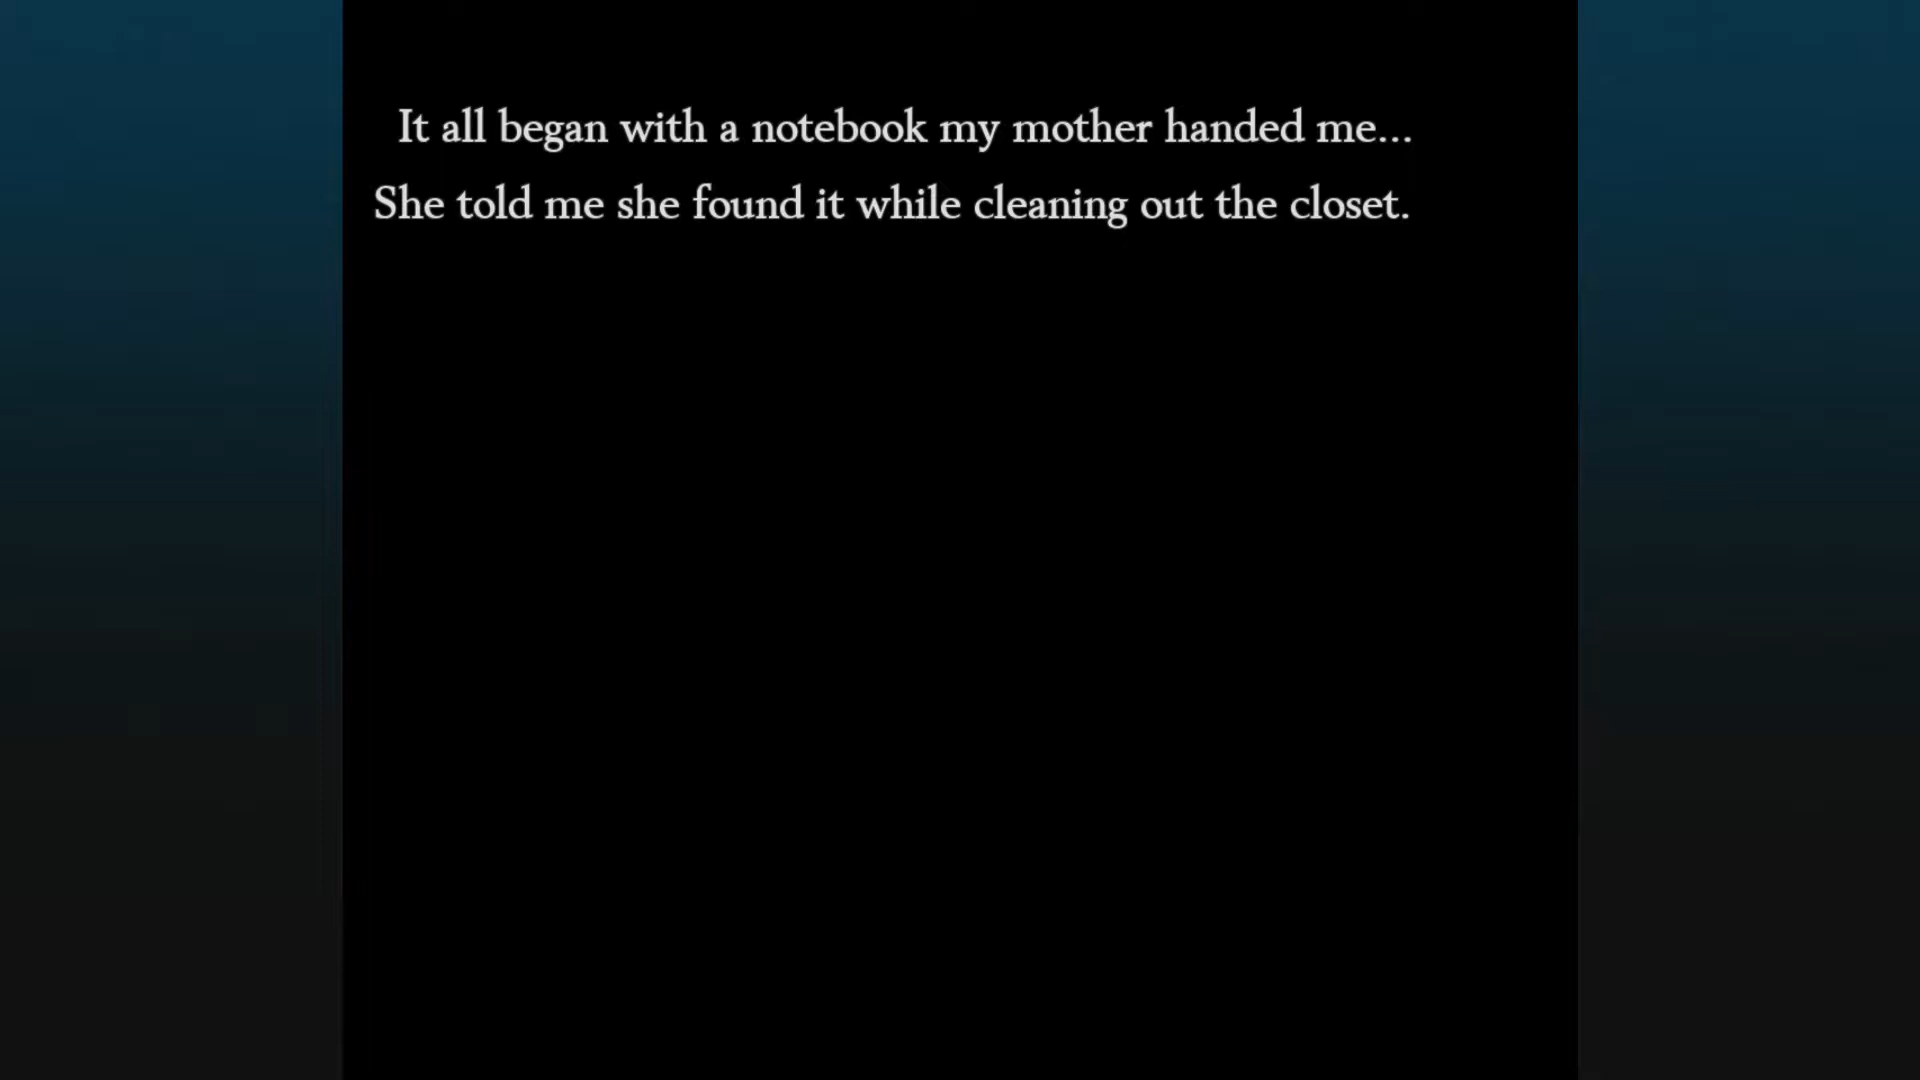 It all began with a notebook my mother handed me...
She told me she found it while cleaning out the closet.